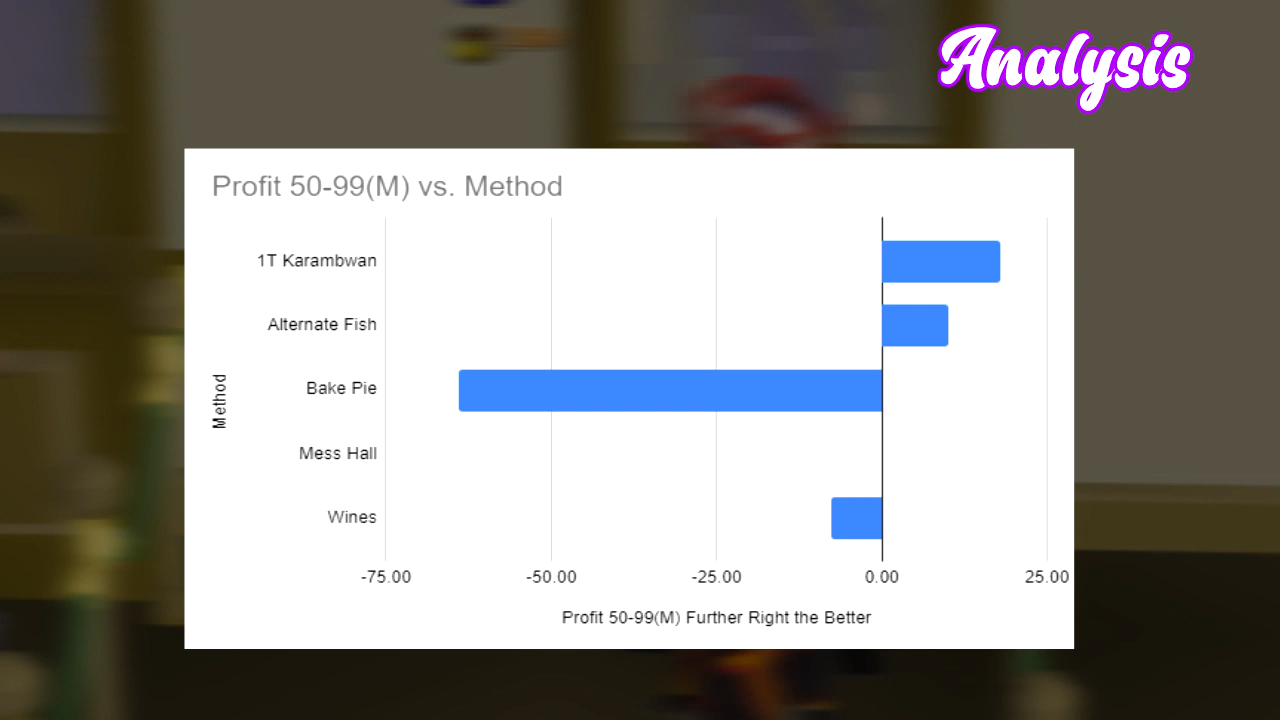 Analysis
Profit 50-99(M) vs. Method
Method
1T Karambwan
Alternate Fish
Bake Pie
Mess Hall
Wines
-75.00 -50.00 -25.00 0.00 25.00
Profit 50-99(M) Further Right the Better